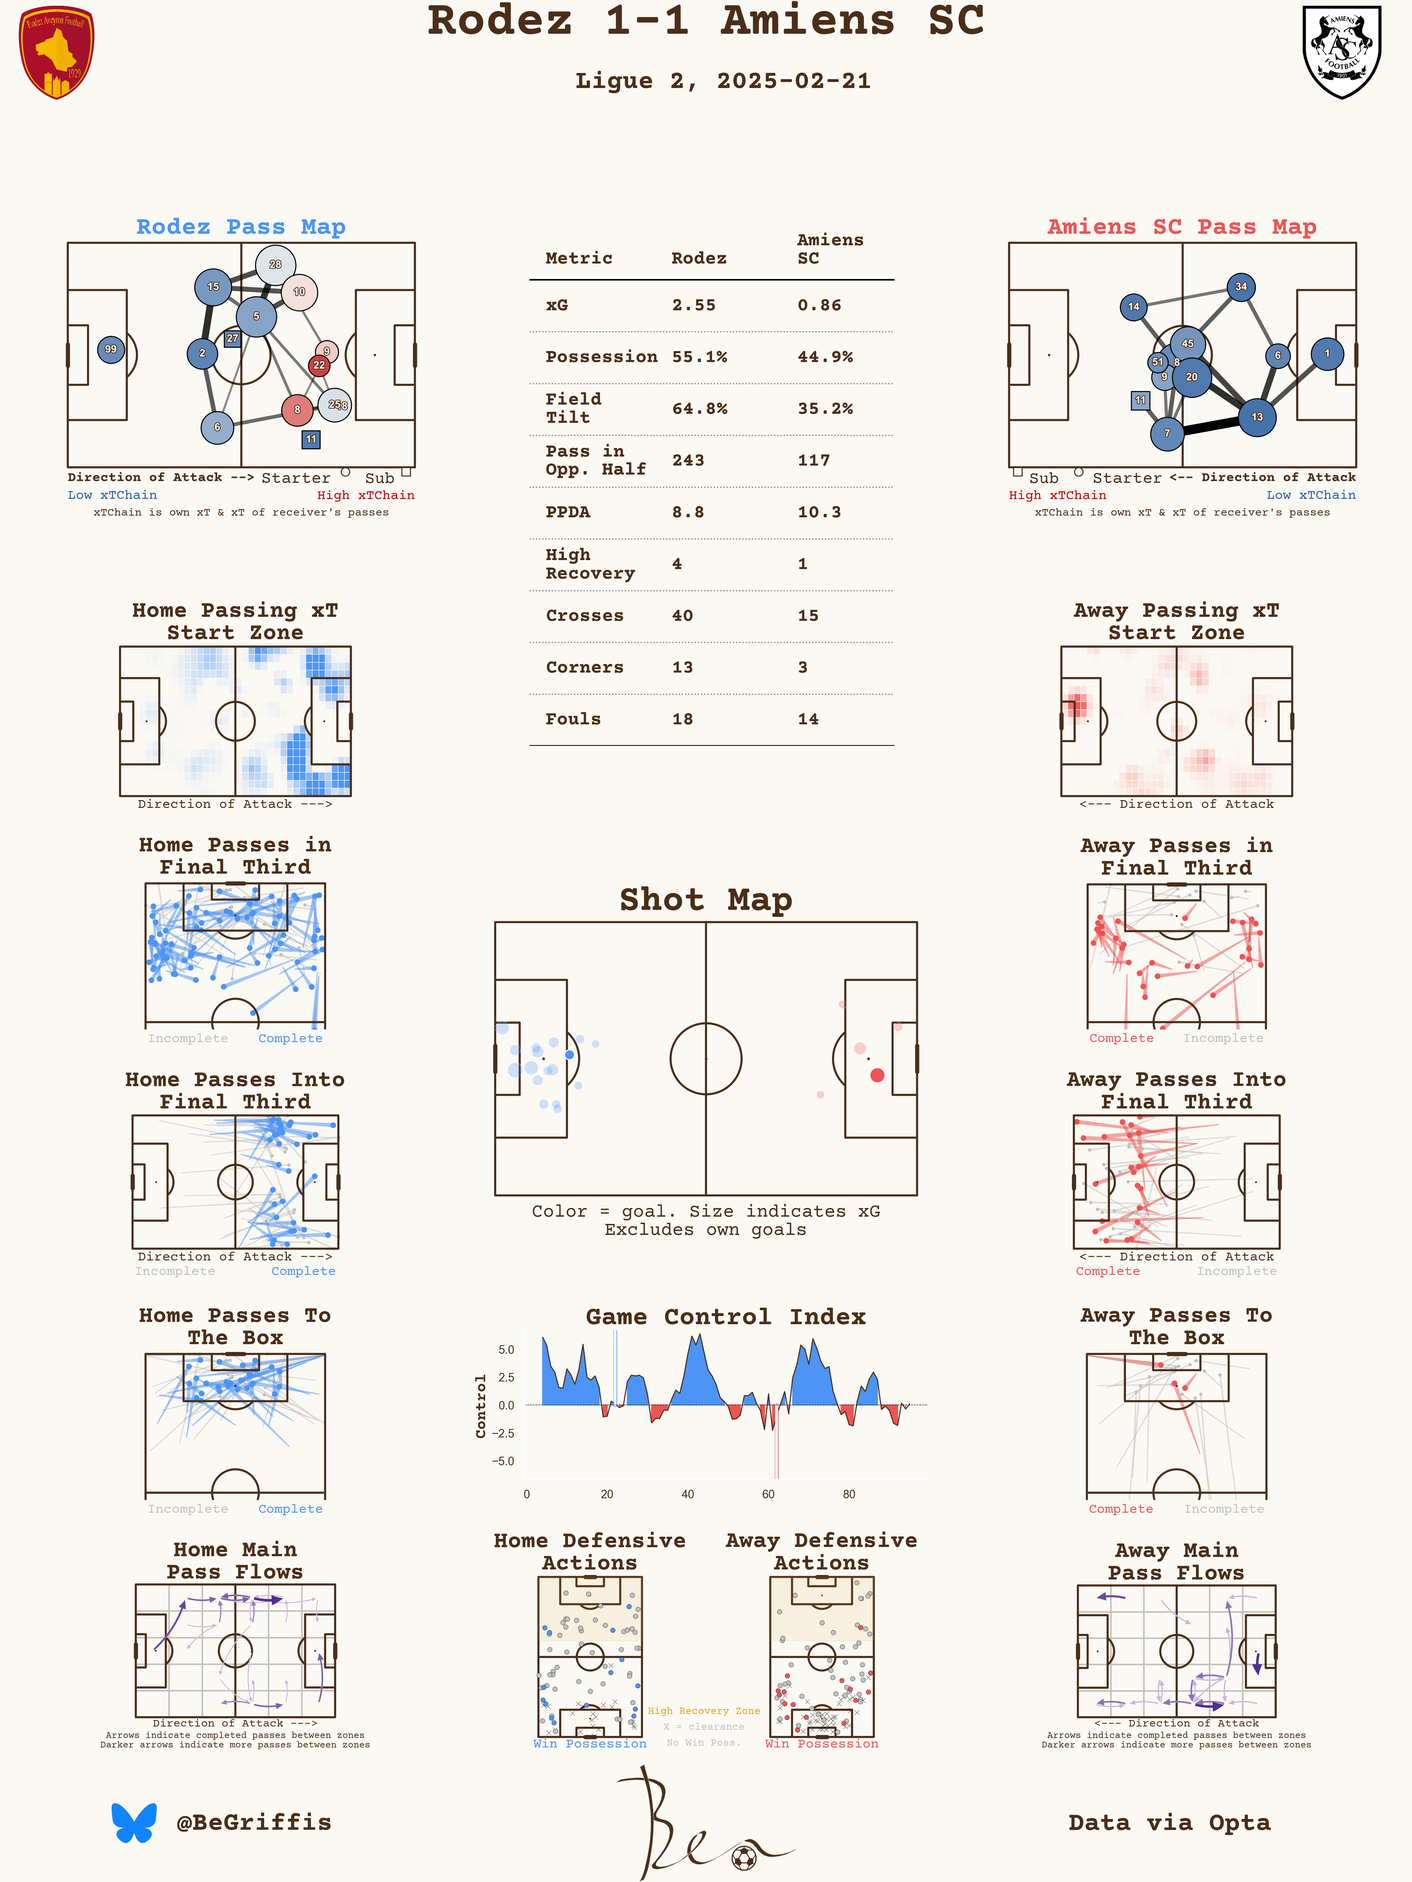 Rodez 1-1 Amiens SC
Ligue 2, 2025-02-21
Rodez Aveyron Football
1929
AMIENS
ASC
FOOTBALL
Rodez Pass Map
28
15
10
5
27
99
2
9
22
8
25
8
6
11
Direction of Attack --> Starter Sub
Low xTChain High xTChain
xTChain is own xT & xT of receiver's passes
Metric Rodez Amiens SC
xG 2.55 0.86
Possession 55.1% 44.9%
Field Tilt 64.8% 35.2%
Pass in Opp. Half 243 117
PPDA 8.8 10.3
High Recovery 4 1
Crosses 40 15
Corners 13 3
Fouls 18 14
Amiens SC Pass Map
34
14
45
51
8
6
1
9
20
11
13
7
Sub Starter <-- Direction of Attack
High xTChain Low xTChain
xTChain is own xT & xT of receiver's passes
Home Passing xT
Start Zone
Direction of Attack --->
Away Passing xT
Start Zone
<--- Direction of Attack
Home Passes in
Final Third
Incomplete Complete
Away Passes in
Final Third
Complete Incomplete
Shot Map
Color = goal. Size indicates xG
Excludes own goals
Home Passes Into
Final Third
Direction of Attack --->
Incomplete Complete
Away Passes Into
Final Third
<--- Direction of Attack
Complete Incomplete
Home Passes To
The Box
Incomplete Complete
Game Control Index
Control
5.0
2.5
0.0
−2.5
−5.0
0 20 40 60 80
Away Passes To
The Box
Complete Incomplete
Home Main
Pass Flows
Direction of Attack --->
Arrows indicate completed passes between zones
Darker arrows indicate more passes between zones
Home Defensive
Actions
Win Possession
Away Defensive
Actions
Win Possession
High Recovery Zone
X = clearance
No Win Poss.
Away Main
Pass Flows
<--- Direction of Attack
Arrows indicate completed passes between zones
Darker arrows indicate more passes between zones
@BeGriffis
Ben
Data via Opta